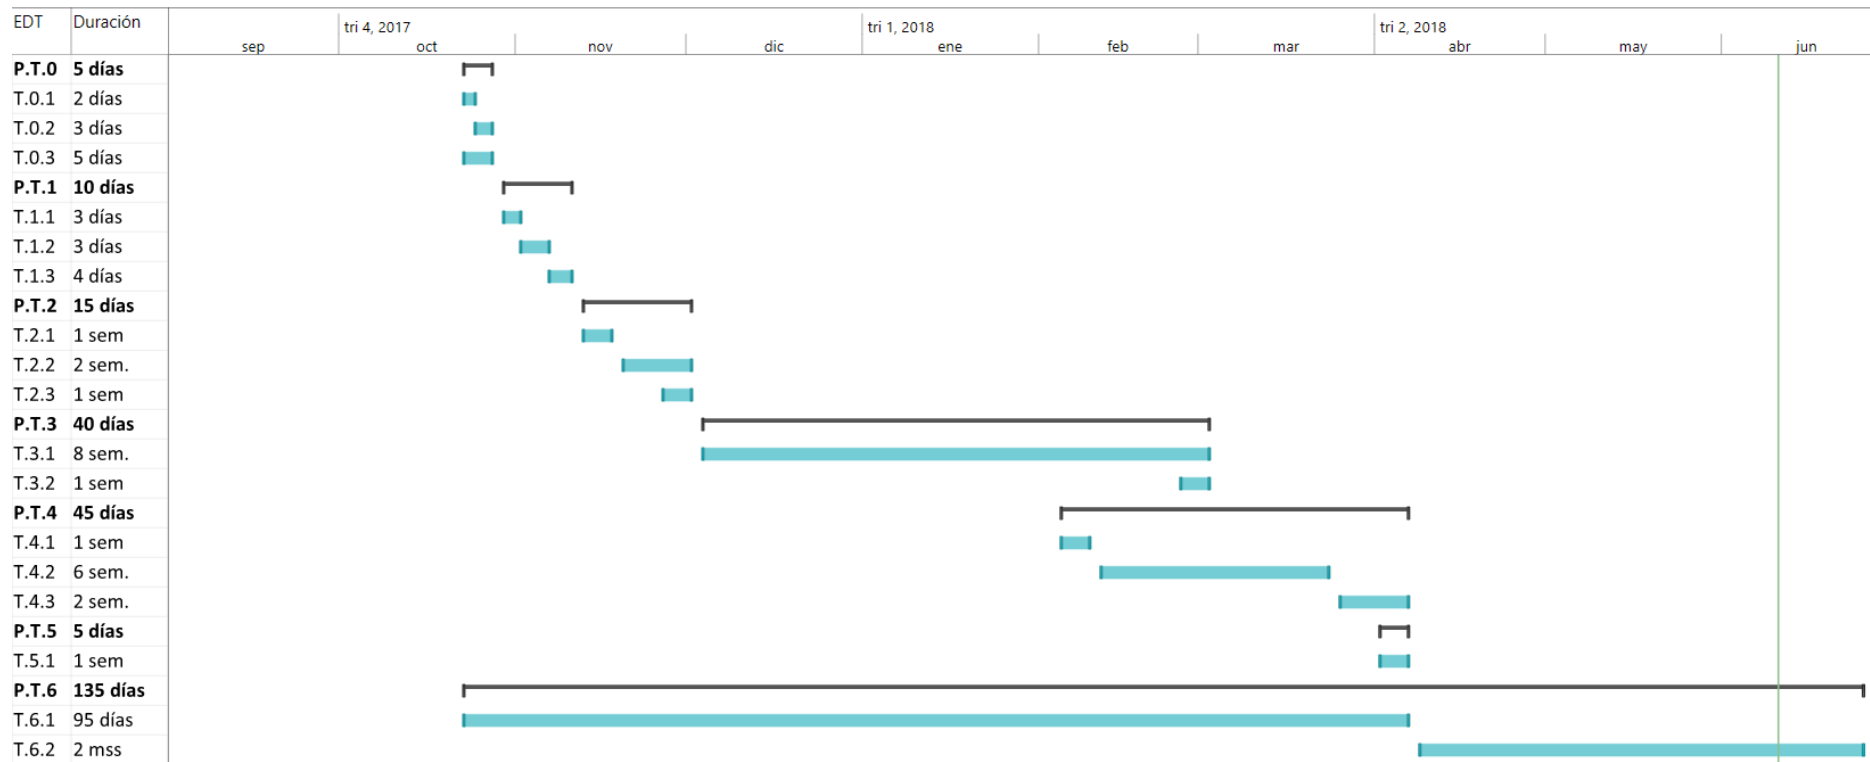 EDT Duración
tri 4, 2017 tri 1, 2018 tri 2, 2018
sep oct nov dic ene feb mar abr may jun
P.T.0 5 días
T.0.1 2 días
T.0.2 3 días
T.0.3 5 días
P.T.1 10 días
T.1.1 3 días
T.1.2 3 días
T.1.3 4 días
P.T.2 15 días
T.2.1 1 sem
T.2.2 2 sem.
T.2.3 1 sem
P.T.3 40 días
T.3.1 8 sem.
T.3.2 1 sem
P.T.4 45 días
T.4.1 1 sem
T.4.2 6 sem.
T.4.3 2 sem.
P.T.5 5 días
T.5.1 1 sem
P.T.6 135 días
T.6.1 95 días
T.6.2 2 mss